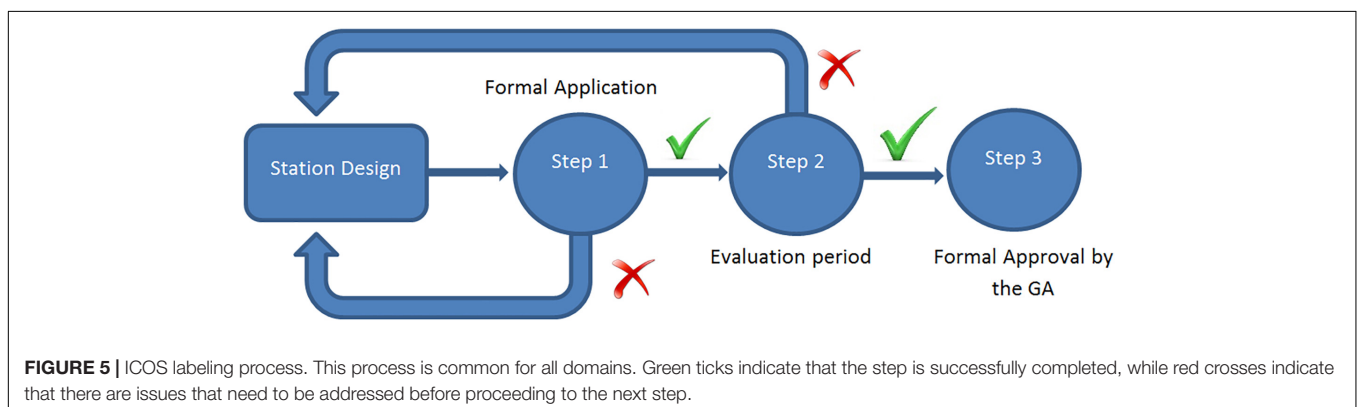 Formal Application
Station Design
Step 1
Step 2
Step 3
Evaluation period
Formal Approval by
the GA
FIGURE 5 | ICOS labeling process. This process is common for all domains. Green ticks indicate that the step is successfully completed, while red crosses indicate
that there are issues that need to be addressed before proceeding to the next step.